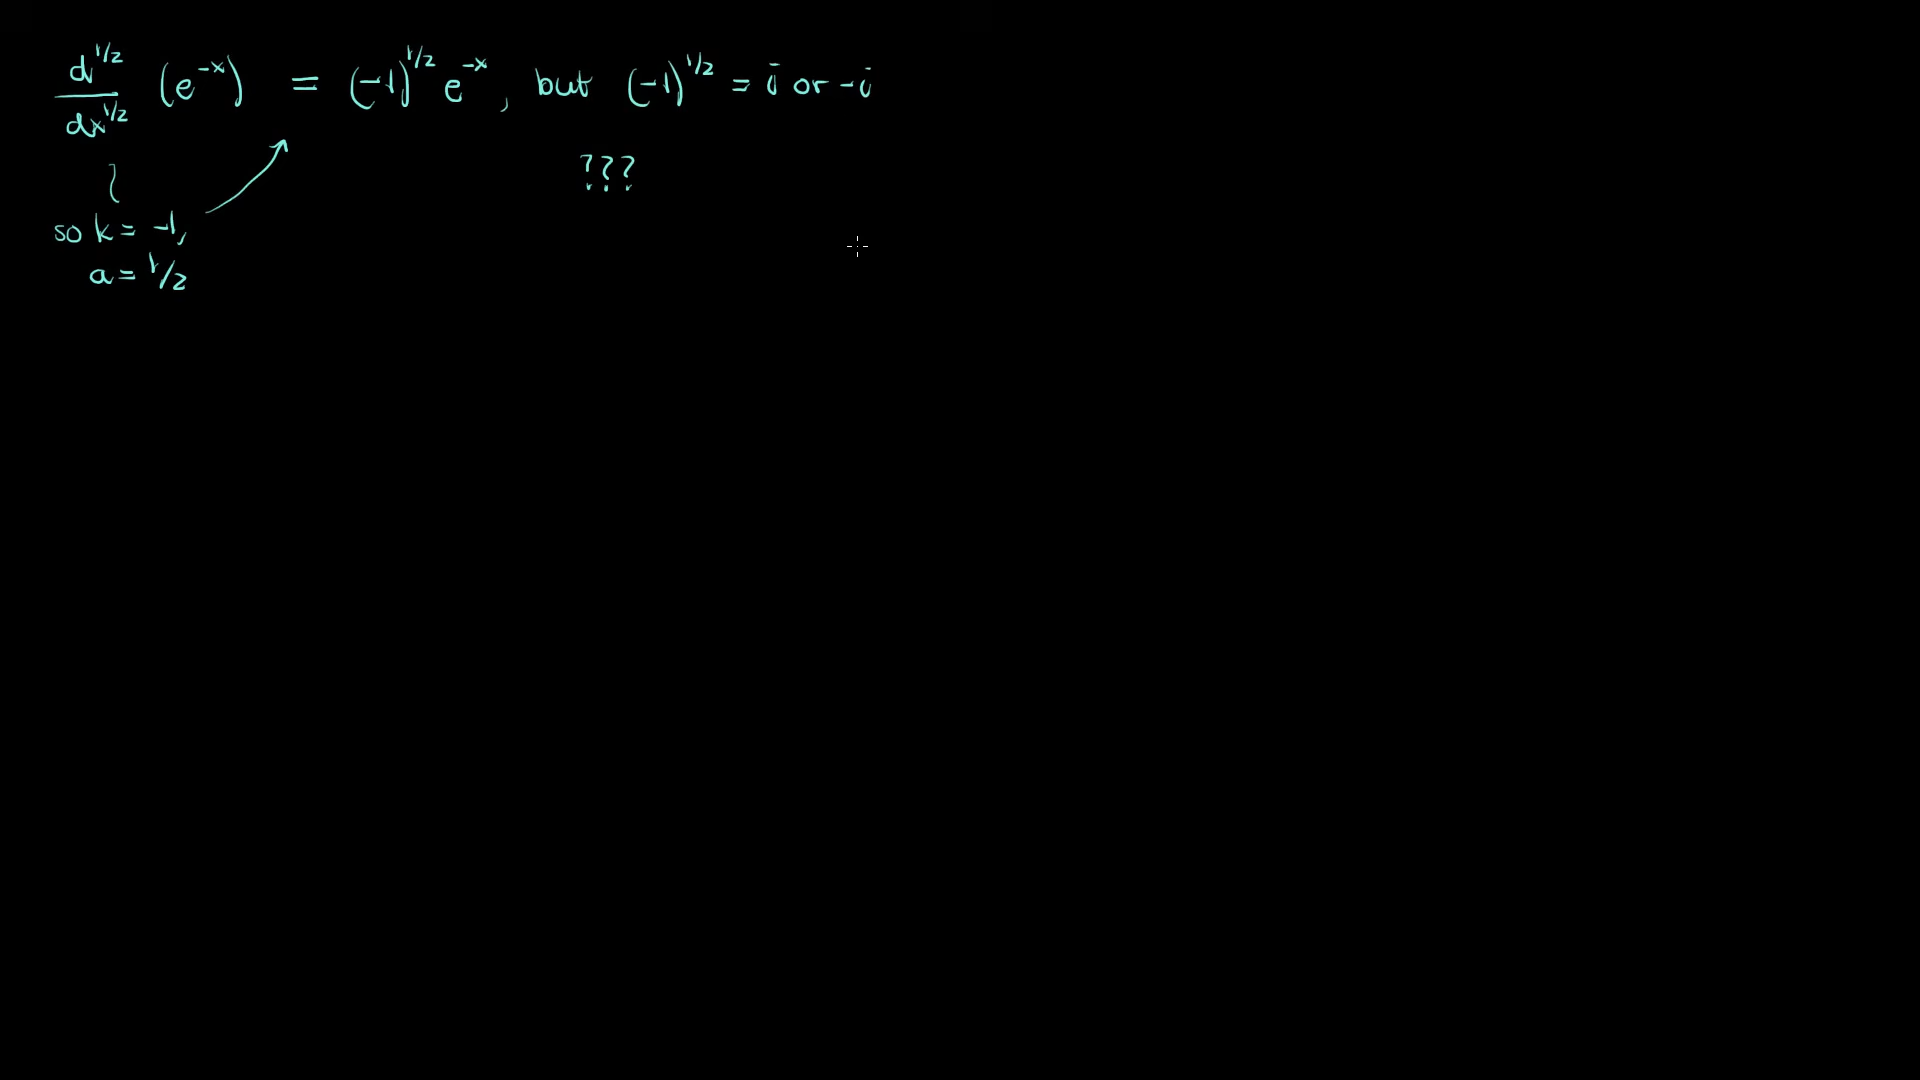 d^{1/2}/dx^{1/2} (e^{-x}) = (-1)^{1/2} e^{-x}, but (-1)^{1/2} = i or -i
???
so k = -1,
a = 1/2